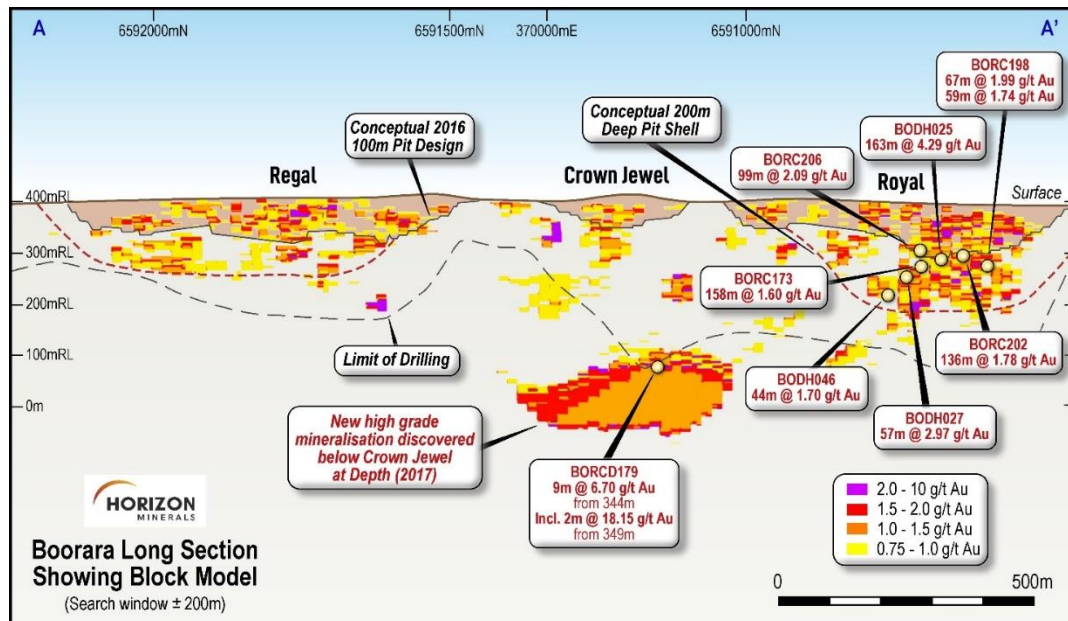 A
6592000mN
6591500mN
370000mE
6591000mN
A'
BORC198
67m @ 1.99 g/t Au
59m @ 1.74 g/t Au
Conceptual 200m
Deep Pit Shell
BODH025
163m @ 4.29 g/t Au
Conceptual 2016
100m Pit Design
BORC206
99m @ 2.09 g/t Au
Regal
Crown Jewel
Royal
400mRL
Surface
300mRL
BORC173
158m @ 1.60 g/t Au
200mRL
BORC202
136m @ 1.78 g/t Au
100mRL
Limit of Drilling
BODH046
44m @ 1.70 g/t Au
0m
BODH027
57m @ 2.97 g/t Au
New high grade
mineralisation discovered
below Crown Jewel
at Depth (2017)
BORCD179
9m @ 6.70 g/t Au
from 344m
Incl. 2m @ 18.15 g/t Au
from 349m
HORIZON
MINERALS
2.0 - 10 g/t Au
1.5 - 2.0 g/t Au
1.0 - 1.5 g/t Au
0.75 - 1.0 g/t Au
Boorara Long Section
Showing Block Model
(Search window ± 200m)
0
500m